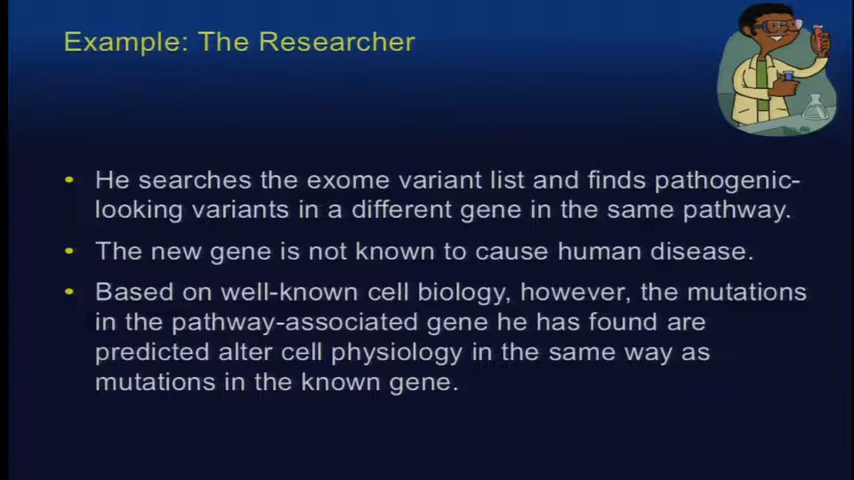 Example: The Researcher
• He searches the exome variant list and finds pathogenic-
looking variants in a different gene in the same pathway.
• The new gene is not known to cause human disease.
• Based on well-known cell biology, however, the mutations
in the pathway-associated gene he has found are
predicted alter cell physiology in the same way as
mutations in the known gene.